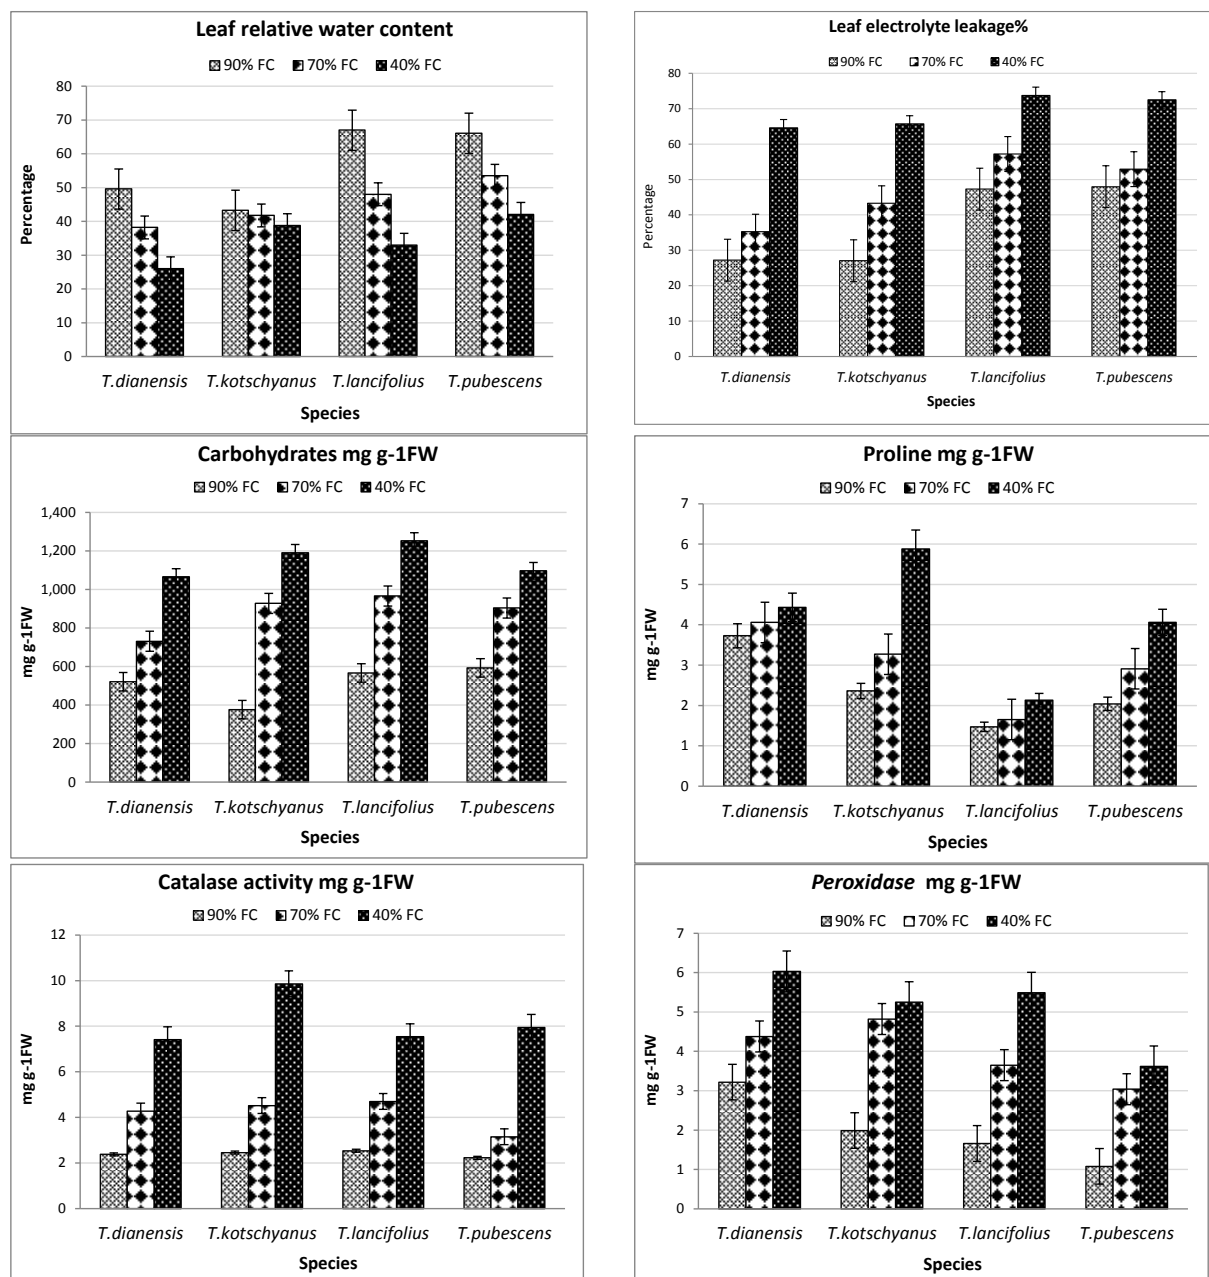 Leaf relative water content
90% FC 70% FC 40% FC
Percentage
80
70
60
50
40
30
20
10
0
T.dianensis T.kotschyanus T.lancifolius T.pubescens
Species
Leaf electrolyte leakage%
90% FC 70% FC 40% FC
Percentage
80
70
60
50
40
30
20
10
0
T.dianensis T.kotschyanus T.lancifolius T.pubescens
Species
Carbohydrates mg g-1FW
90% FC 70% FC 40% FC
mg g-1FW
1,400
1,200
1,000
800
600
400
200
0
T.dianensis T.kotschyanus T.lancifolius T.pubescens
Species
Proline mg g-1FW
90% FC 70% FC 40% FC
mg g-1FW
7
6
5
4
3
2
1
0
T.dianensis T.kotschyanus T.lancifolius T.pubescens
Species
Catalase activity mg g-1FW
90% FC 70% FC 40% FC
mg g-1FW
12
10
8
6
4
2
0
T.dianensis T.kotschyanus T.lancifolius T.pubescens
Species
Peroxidase mg g-1FW
90% FC 70% FC 40% FC
mg g-1FW
7
6
5
4
3
2
1
0
T.dianensis T.kotschyanus T.lancifolius T.pubescens
Species